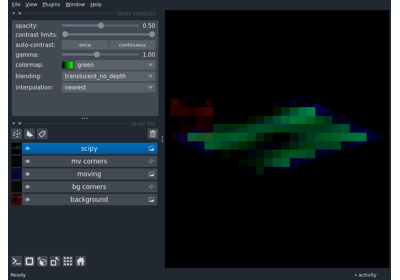 File View Plugins Window Help
layer controls
opacity: 0.50
contrast limits:
auto-contrast: once continuous
gamma: 1.00
colormap: green
blending: translucent_no_depth
interpolation: nearest
layer list
scipy
mv corners
moving
bg corners
background
Ready activity